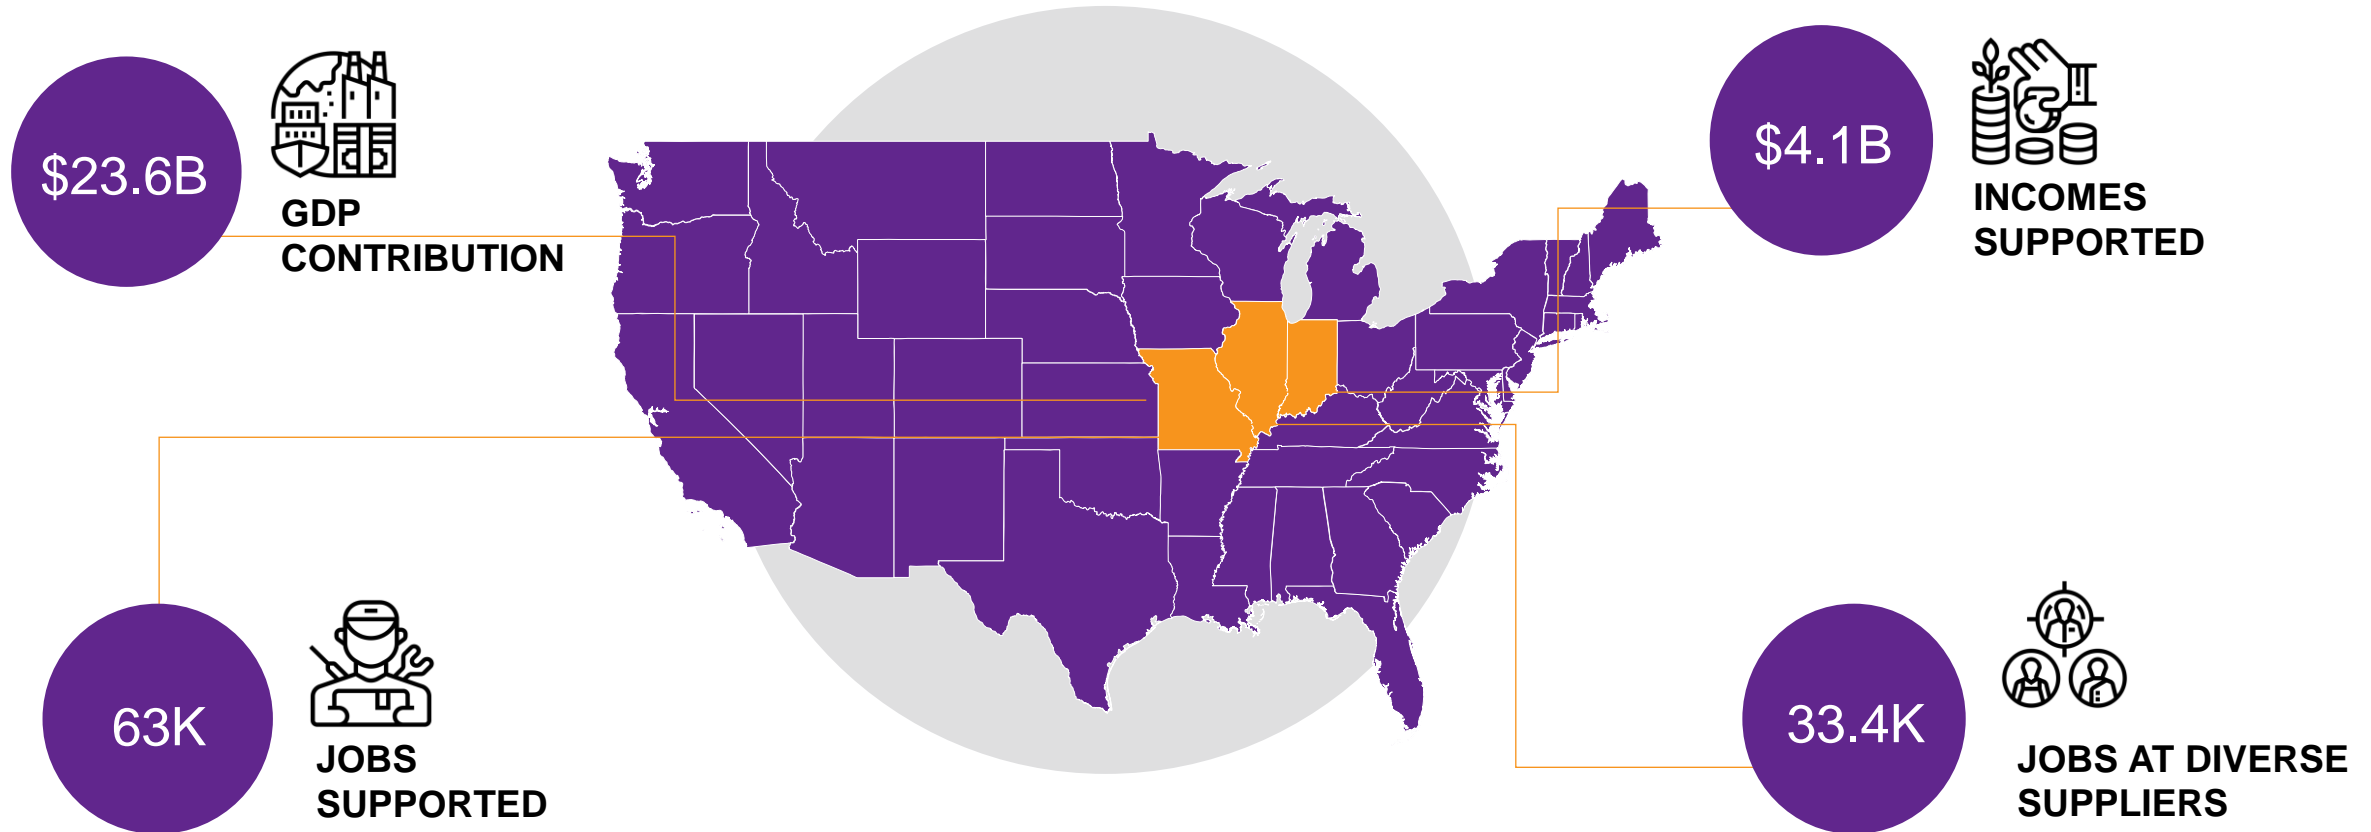 $23.6B
GDP
CONTRIBUTION
$4.1B
INCOMES
SUPPORTED
63K
JOBS
SUPPORTED
33.4K
JOBS AT DIVERSE
SUPPLIERS